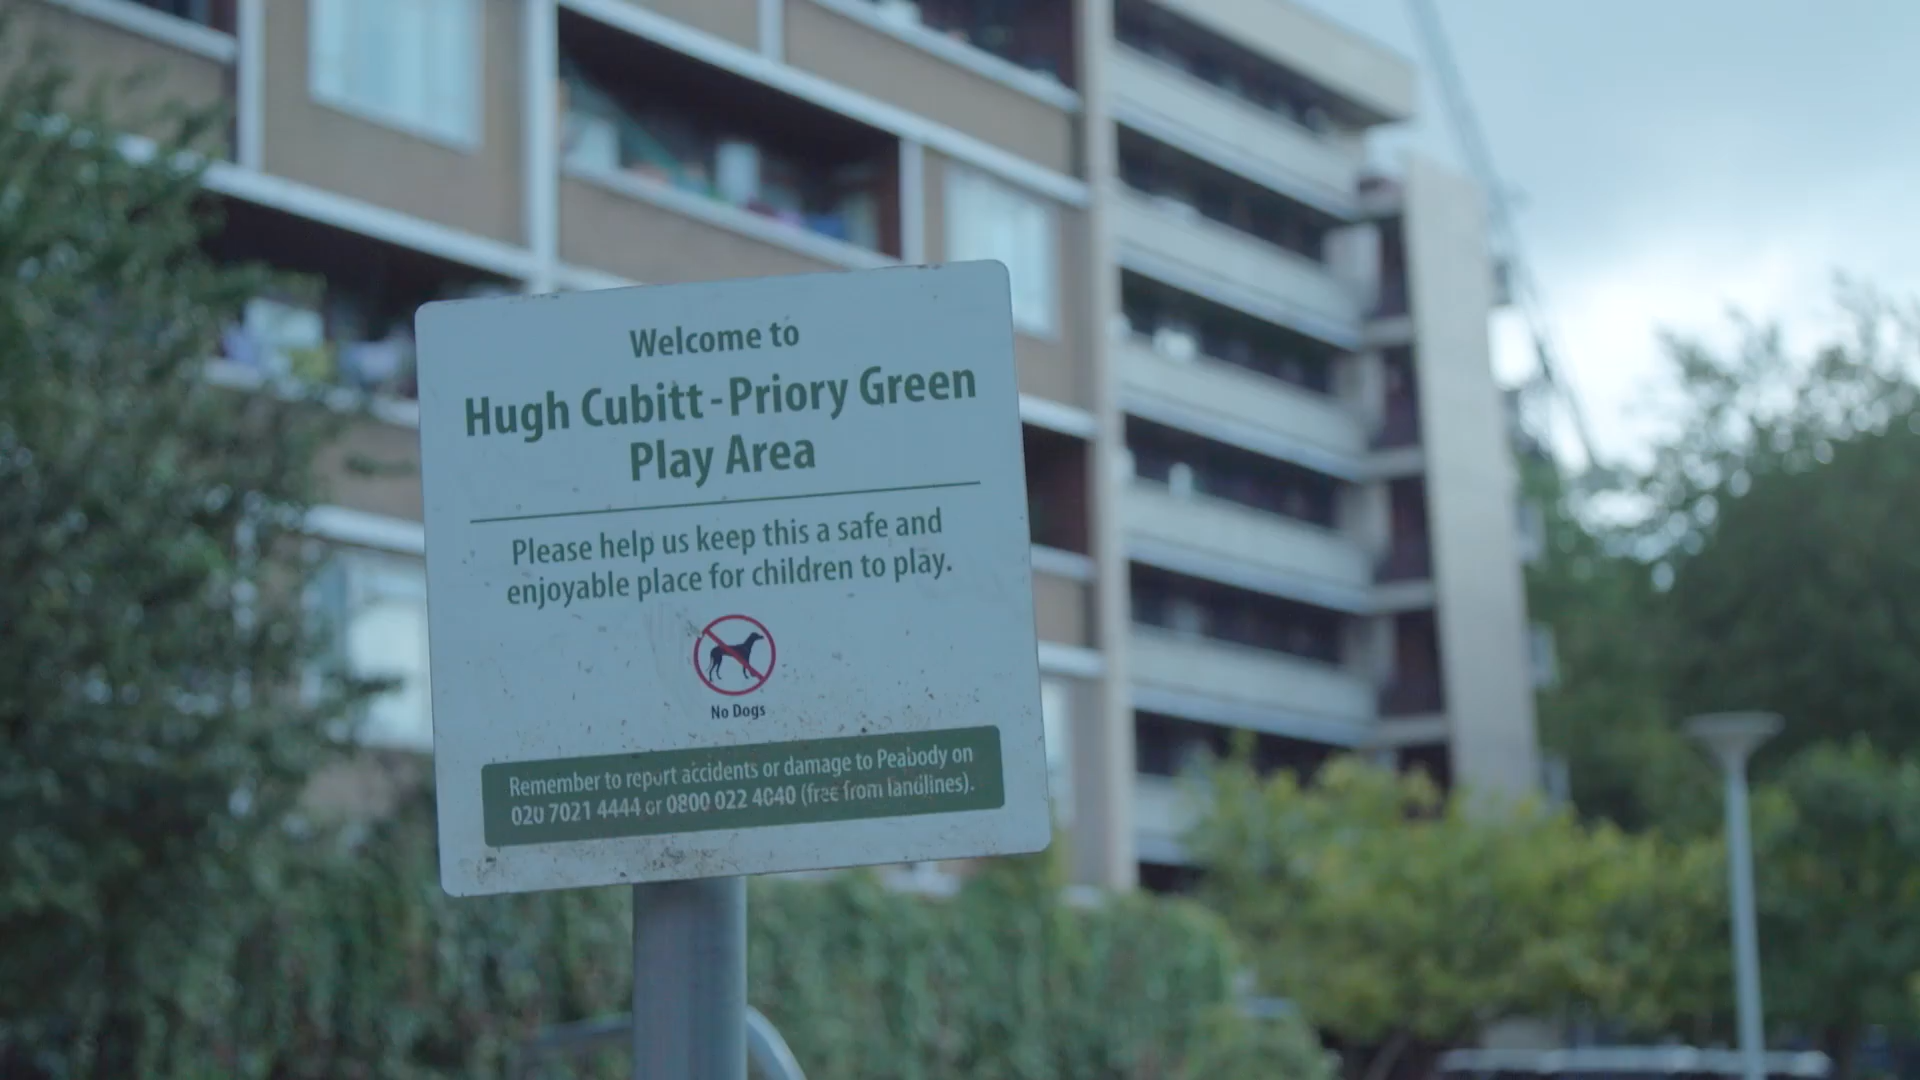 Welcome to
Hugh Cubitt - Priory Green
Play Area
Please help us keep this a safe and
enjoyable place for children to play.
No Dogs
Remember to report accidents or damage to Peabody on
020 7021 4444 or 0800 022 4040 (free from landlines).